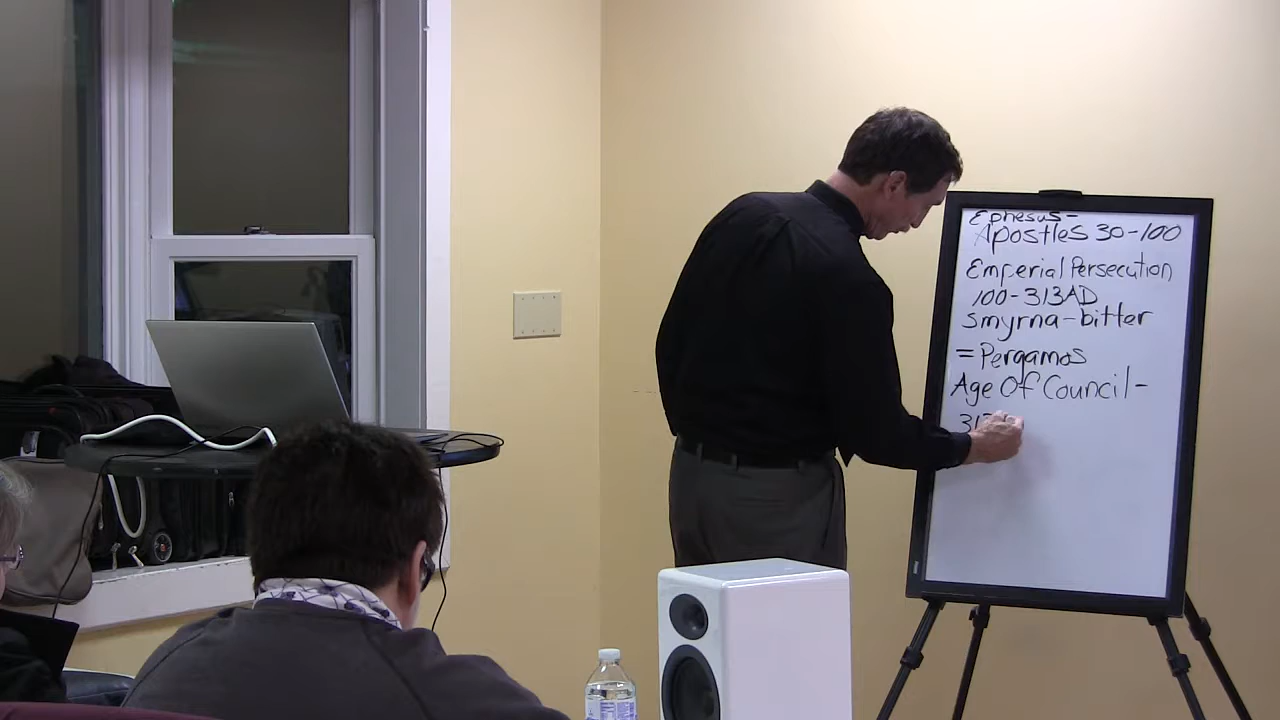 Ephesus-
Apostles 30-100
Emperial Persecution
100-313AD
Smyrna-bitter
= Pergamos
Age Of Council-